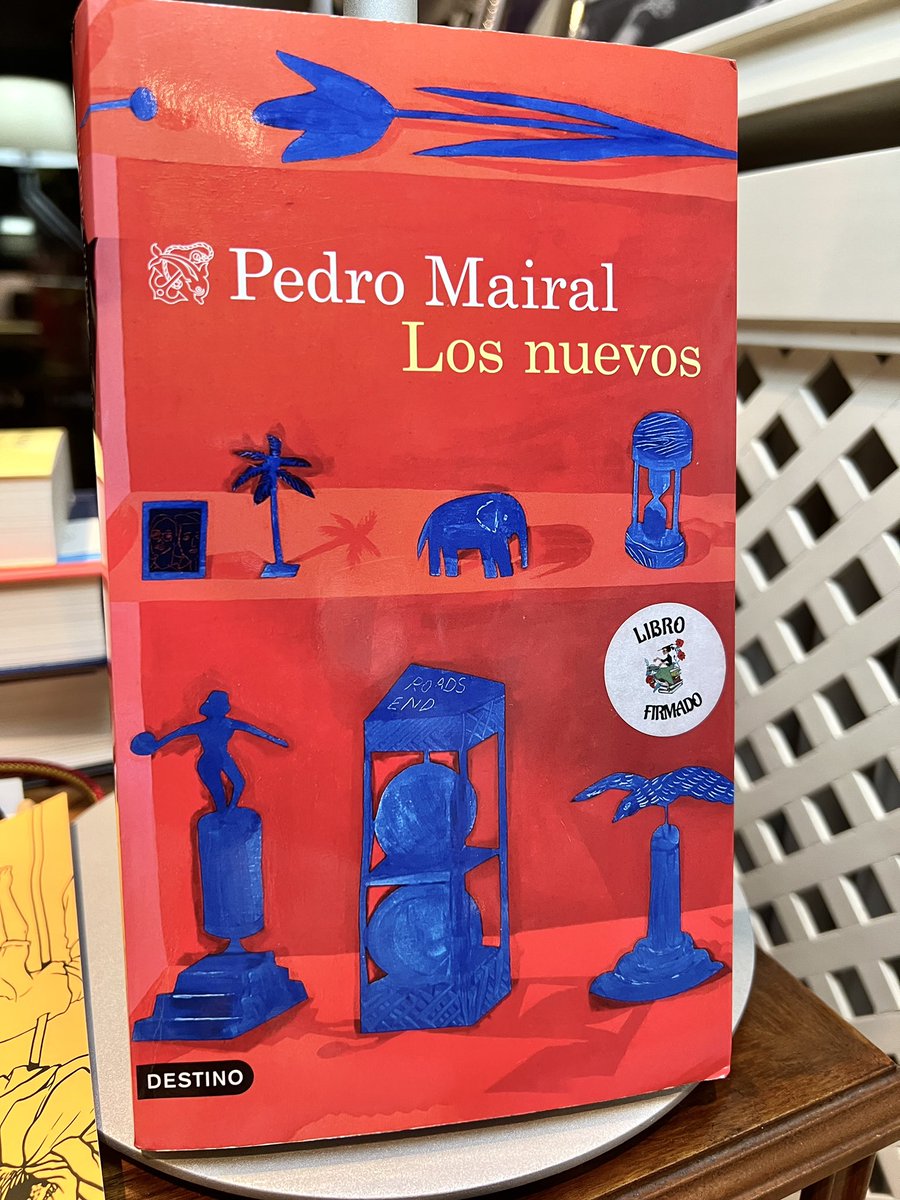 Pedro Mairal
Los nuevos
LIBRO
FIRMADO
ROADS
END
DESTINO